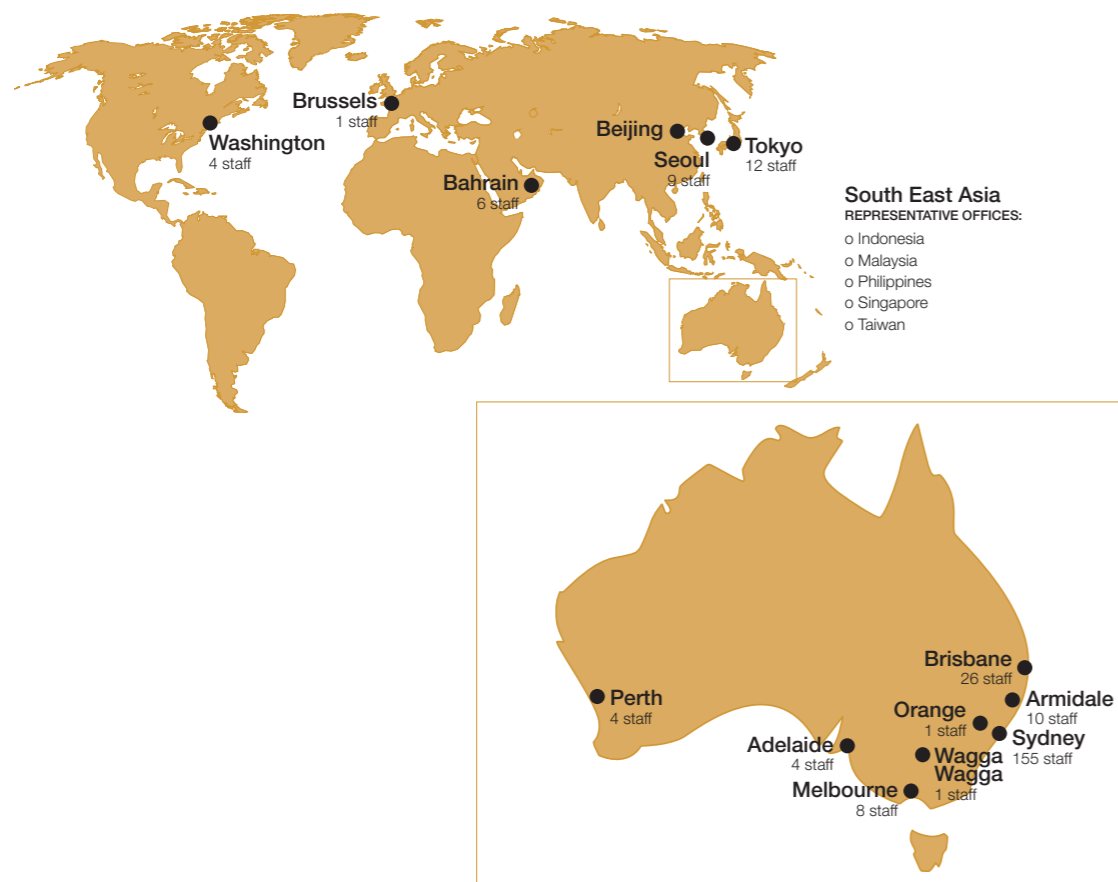 Brussels
1 staff
Washington
4 staff
Bahrain
6 staff
Beijing
Seoul
9 staff
Tokyo
12 staff
South East Asia
REPRESENTATIVE OFFICES:
o Indonesia
o Malaysia
o Philippines
o Singapore
o Taiwan
Brisbane
26 staff
Perth
4 staff
Armidale
10 staff
Orange
1 staff
Sydney
155 staff
Adelaide
4 staff
Wagga
Wagga
1 staff
Melbourne
8 staff